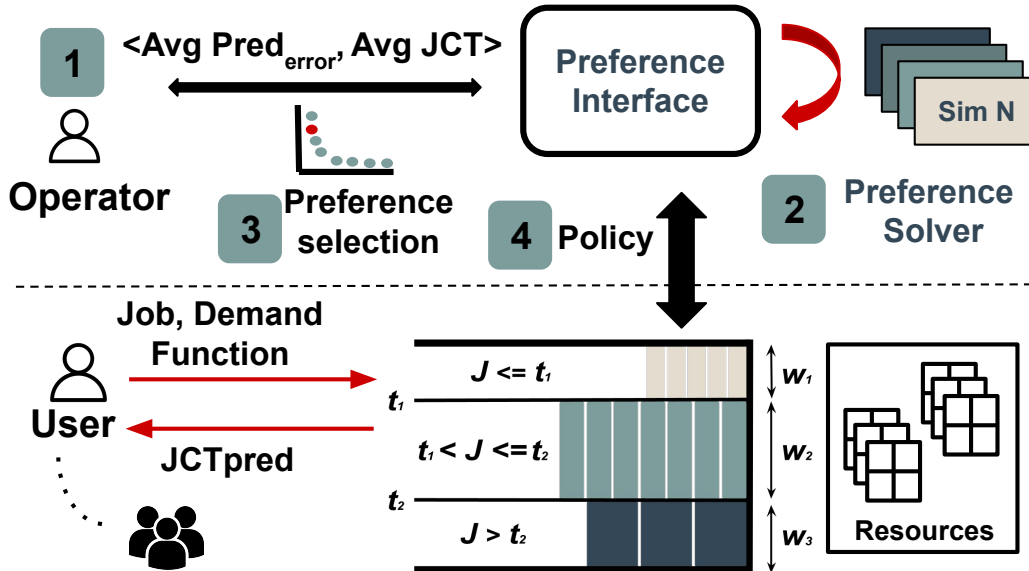 1
<Avg Pred_error, Avg JCT>
Operator
Preference
Interface
Sim N
2
Preference
Solver
3
Preference
selection
4
Policy
Job, Demand
Function
User
JCTpred
J <= t₁
t₁
t₁ < J <= t₂
t₂
J > t₂
w₁
w₂
w₃
Resources